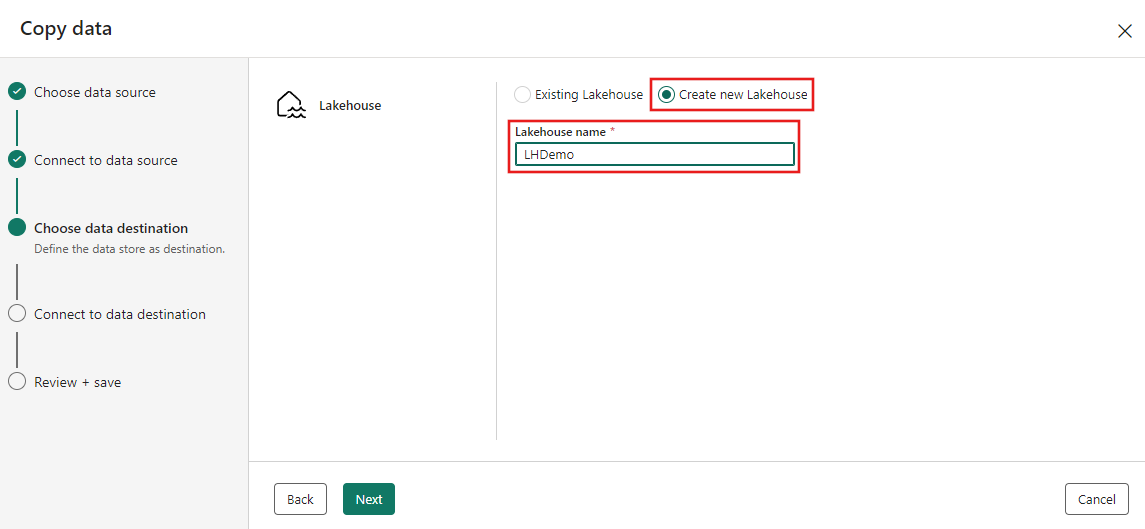 Copy data
Choose data source
Connect to data source
Choose data destination
Define the data store as destination.
Connect to data destination
Review + save
Lakehouse
Existing Lakehouse
Create new Lakehouse
Lakehouse name *
LHDemo
Back
Next
Cancel